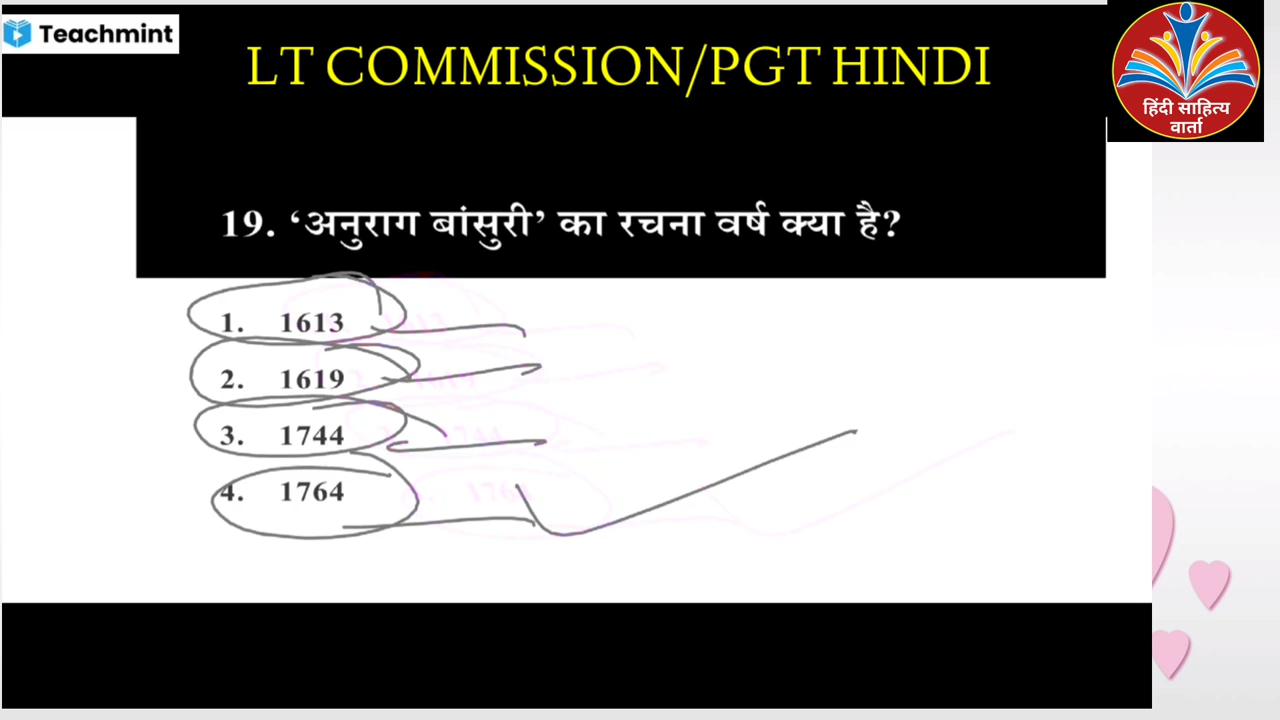 Teachmint
LT COMMISSION/PGT HINDI
हिंदी साहित्य
वार्ता
19. ‘अनुराग बांसुरी’ का रचना वर्ष क्या है?
1. 1613
2. 1619
3. 1744
4. 1764